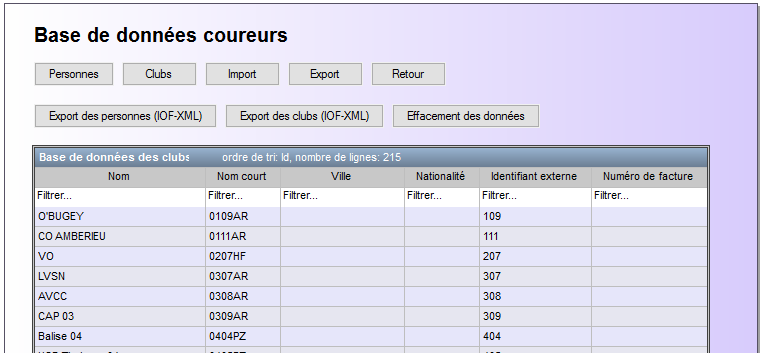 Base de données coureurs
Personnes Clubs Import Export Retour
Export des personnes (IOF-XML) Export des clubs (IOF-XML) Effacement des données
Base de données des clubs ordre de tri: Id, nombre de lignes: 215
Nom Nom court Ville Nationalité Identifiant externe Numéro de facture
Filtrer... Filtrer... Filtrer... Filtrer... Filtrer... Filtrer...
O'BUGEY 0109AR 109
CO AMBERIEU 0111AR 111
VO 0207HF 207
LVSN 0307AR 307
AVCC 0308AR 308
CAP 03 0309AR 309
Balise 04 0404PZ 404